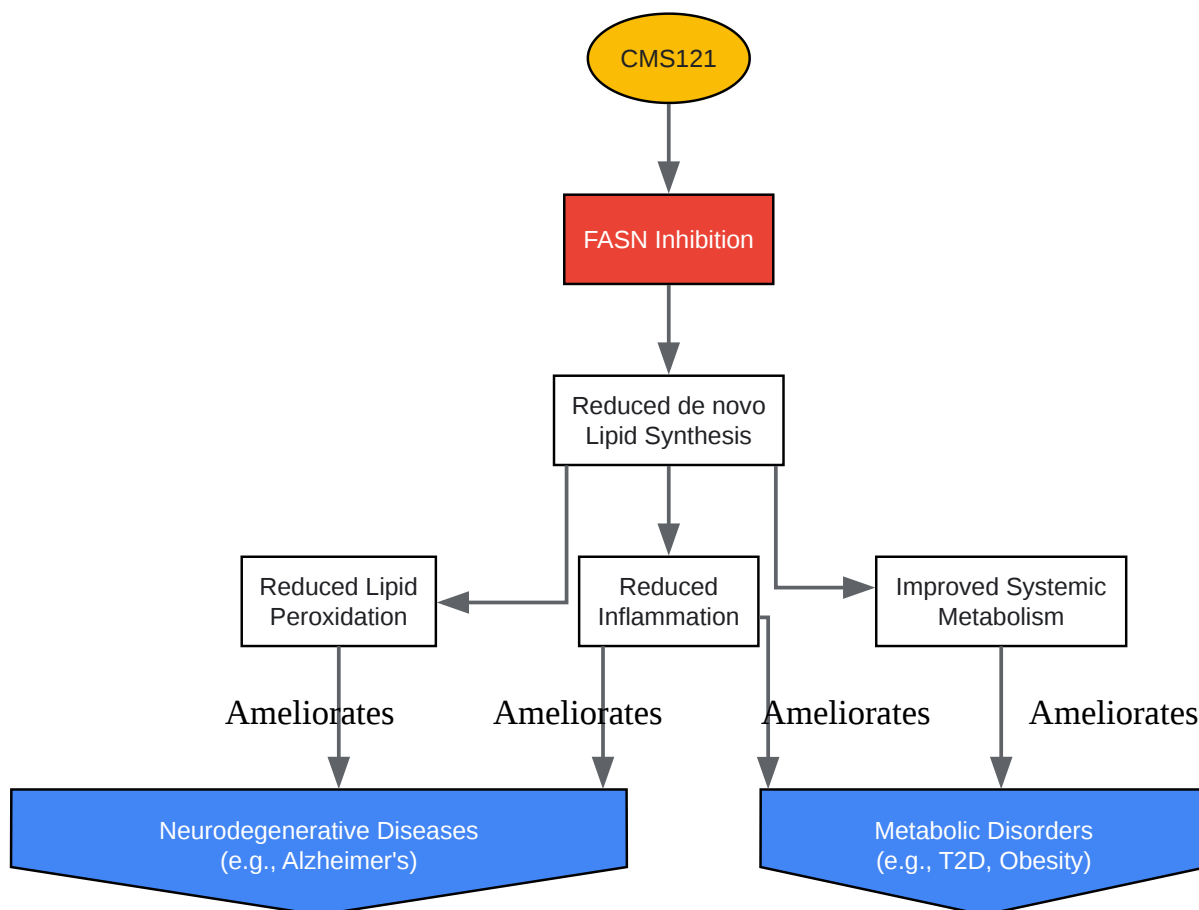 CMS121
FASN Inhibition
Reduced de novo
Lipid Synthesis
Reduced Lipid
Peroxidation
Reduced
Inflammation
Improved Systemic
Metabolism
Ameliorates
Ameliorates
Ameliorates
Ameliorates
Neurodegenerative Diseases
(e.g., Alzheimer's)
Metabolic Disorders
(e.g., T2D, Obesity)